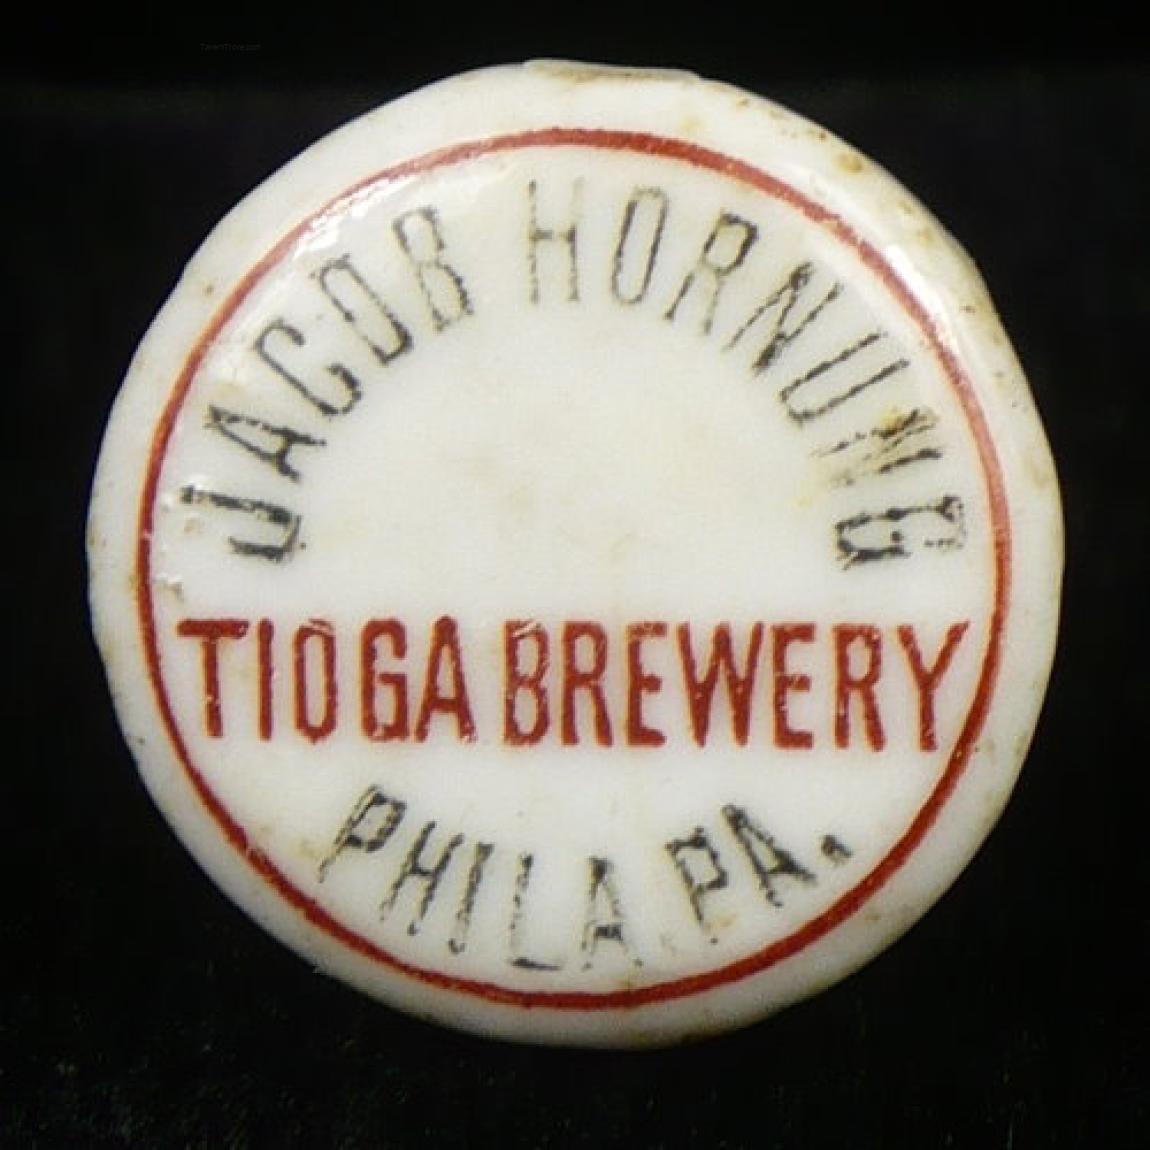 JACOB HORNUNG
TIOGA BREWERY
PHILA. PA.